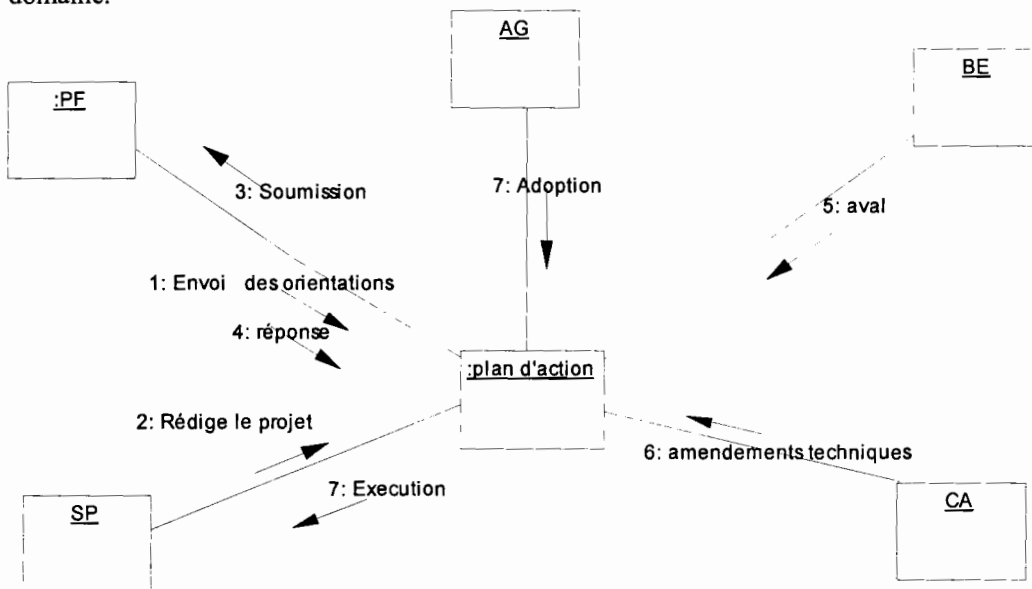 domaine.
AG
BE
:PF
3: Soumission
7: Adoption
5: aval
1: Envoi des orientations
4: réponse
:plan d'action
2: Rédige le projet
6: amendements techniques
7: Execution
SP
CA